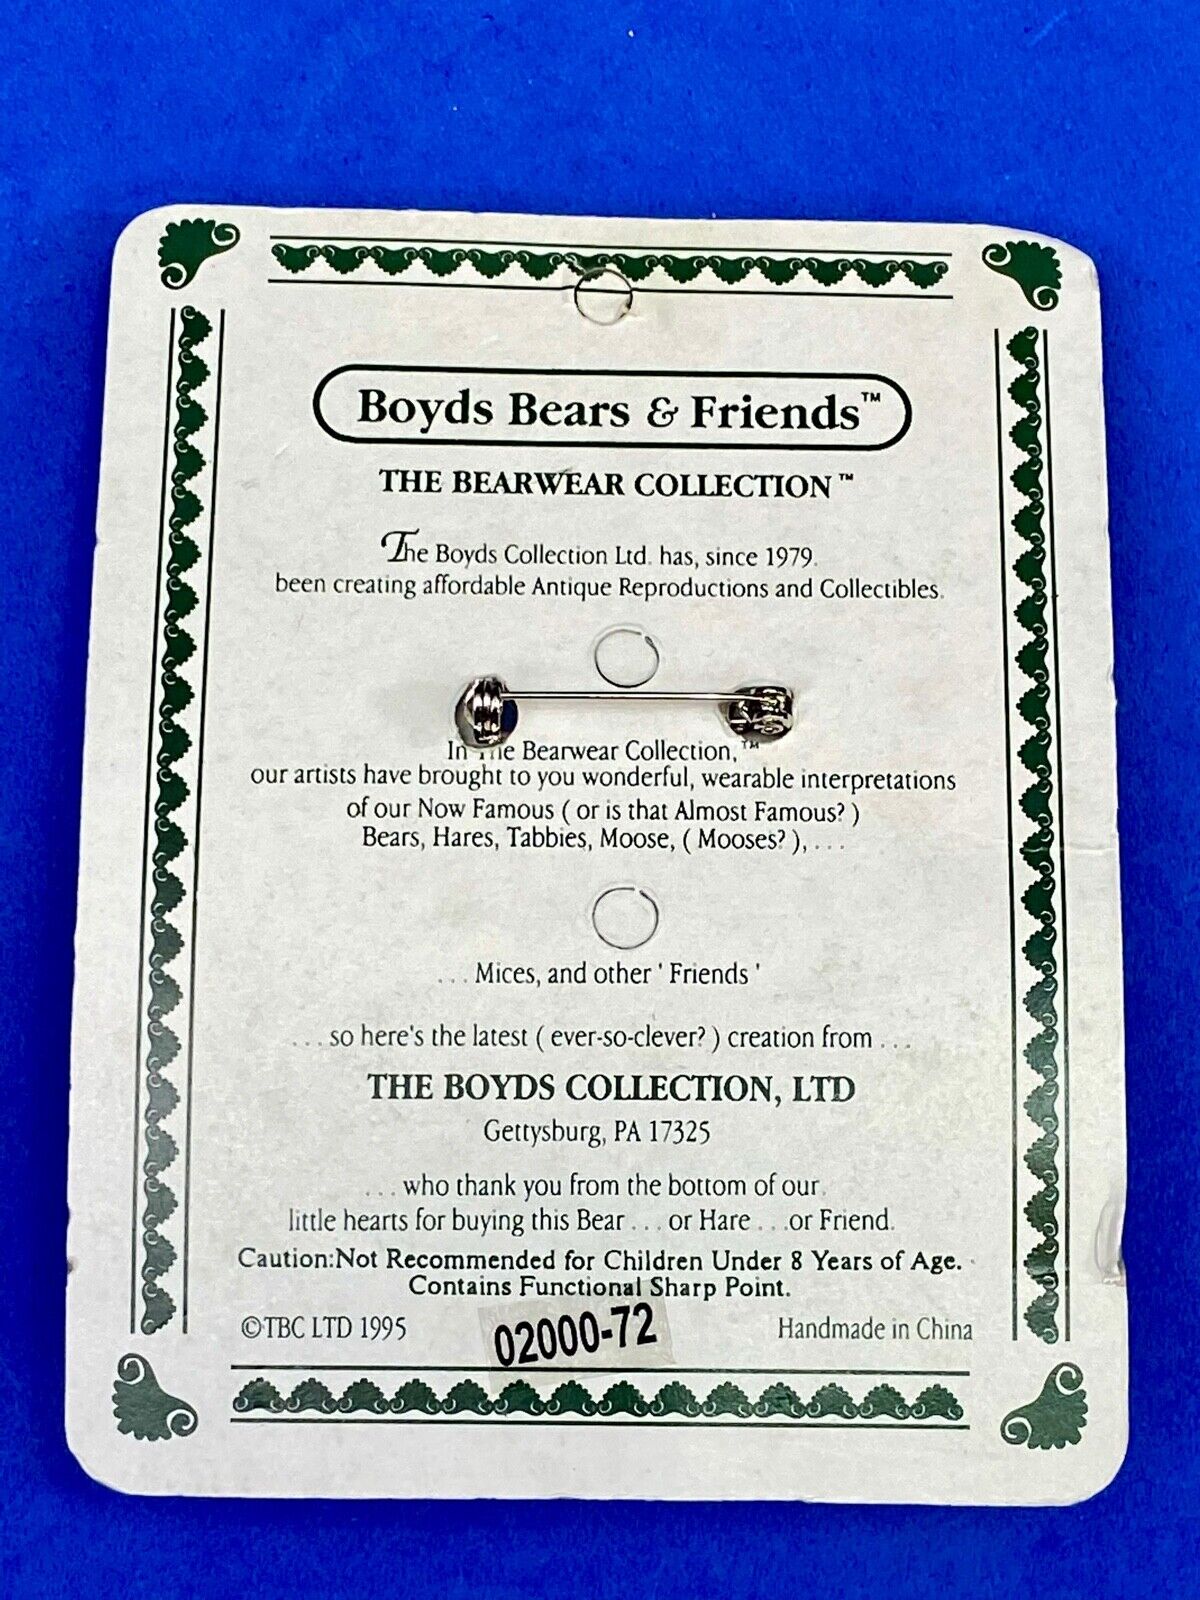 Boyds Bears & Friends™
THE BEARWEAR COLLECTION™
The Boyds Collection Ltd. has, since 1979.
been creating affordable Antique Reproductions and Collectibles.
In The Bearwear Collection,™
our artists have brought to you wonderful, wearable interpretations
of our Now Famous ( or is that Almost Famous? )
Bears, Hares, Tabbies, Moose, ( Mooses? ), . . .
. . . Mices, and other ' Friends '
. . . so here's the latest ( ever-so-clever? ) creation from . . .
THE BOYDS COLLECTION, LTD
Gettysburg, PA 17325
. . . who thank you from the bottom of our
little hearts for buying this Bear . . . or Hare . . .or Friend.
Caution:Not Recommended for Children Under 8 Years of Age.
Contains Functional Sharp Point.
©TBC LTD 1995 02000-72 Handmade in China